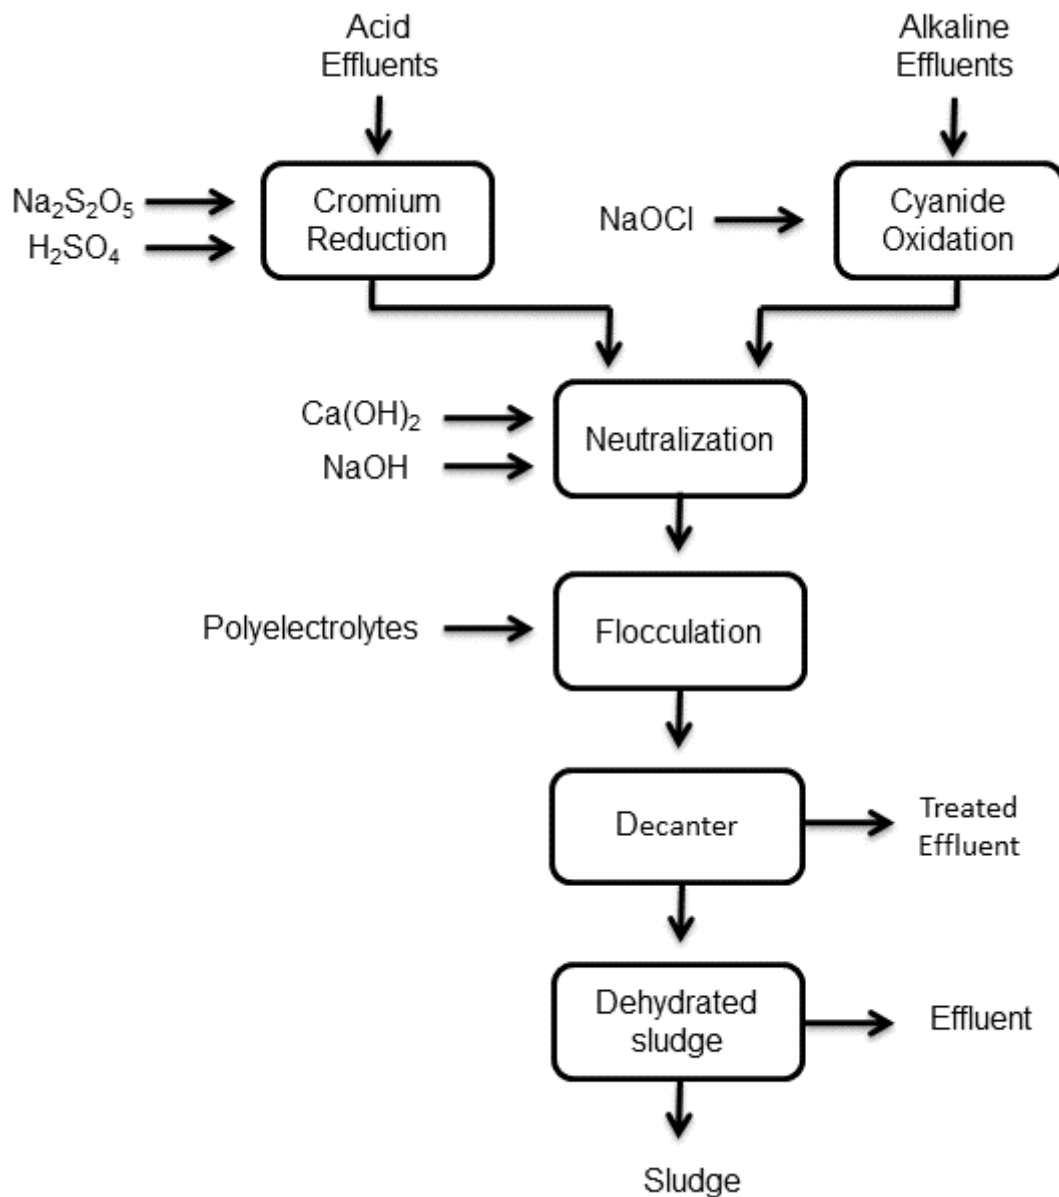 Acid
Effluents
Alkaline
Effluents
Na₂S₂O₅
H₂SO₄
Cromium
Reduction
NaOCl
Cyanide
Oxidation
Ca(OH)₂
NaOH
Neutralization
Polyelectrolytes
Flocculation
Decanter
Treated
Effluent
Dehydrated
sludge
Effluent
Sludge